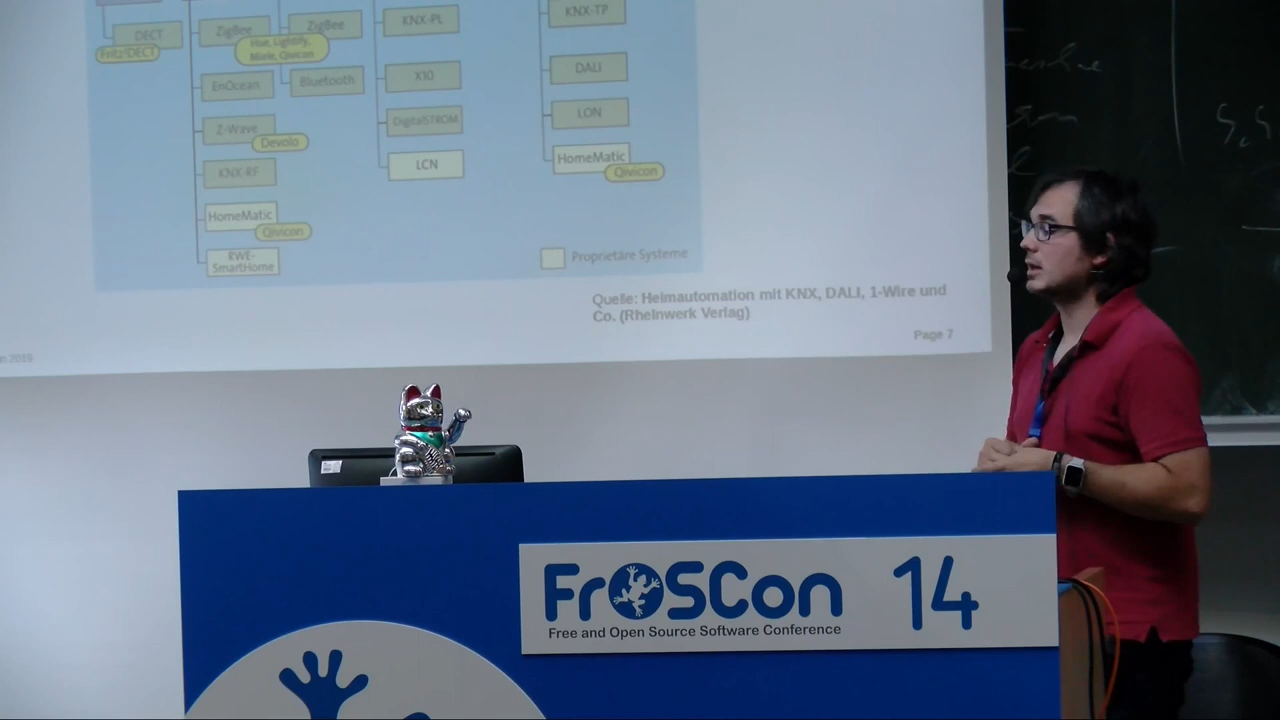 DECT
Fritz!DECT
ZigBee
ZigBee
Hue, Lightify,
Miele, Qivicon
EnOcean
Bluetooth
Z-Wave
Devolo
KNX-RF
HomeMatic
Qivicon
RWE-
SmartHome
KNX-PL
X10
DigitalSTROM
LCN
KNX-TP
DALI
LON
HomeMatic
Qivicon
Proprietäre Systeme
Quelle: Heimautomation mit KNX, DALI, 1-Wire und
Co. (Rheinwerk Verlag)
Page 7
2019
FrOSCon 14
Free and Open Source Software Conference